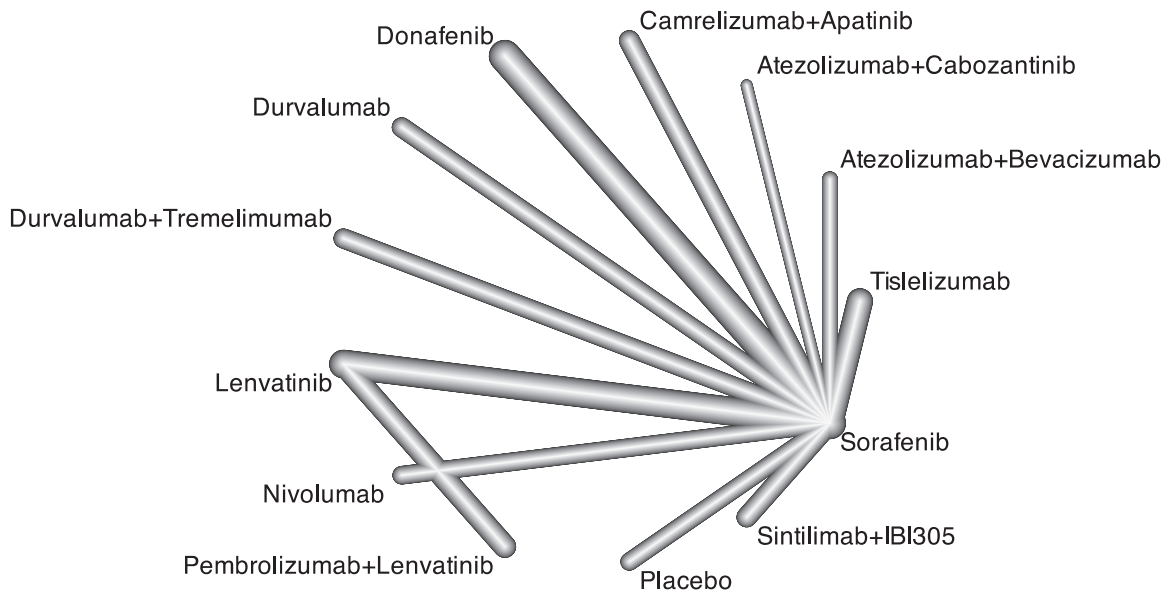 Camrelizumab+Apatinib
Donafenib
Atezolizumab+Cabozantinib
Durvalumab
Atezolizumab+Bevacizumab
Durvalumab+Tremelimumab
Tislelizumab
Lenvatinib
Sorafenib
Nivolumab
Sintilimab+IBI305
Pembrolizumab+Lenvatinib
Placebo